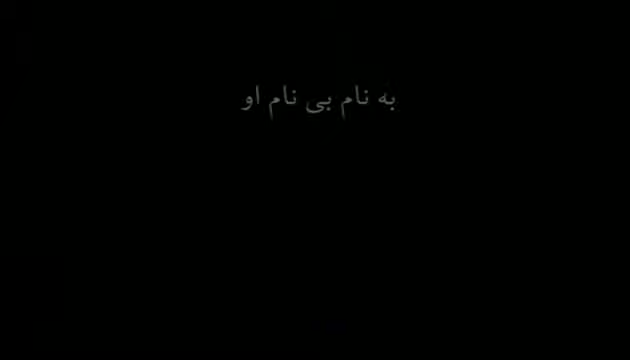 به نام بی نام او